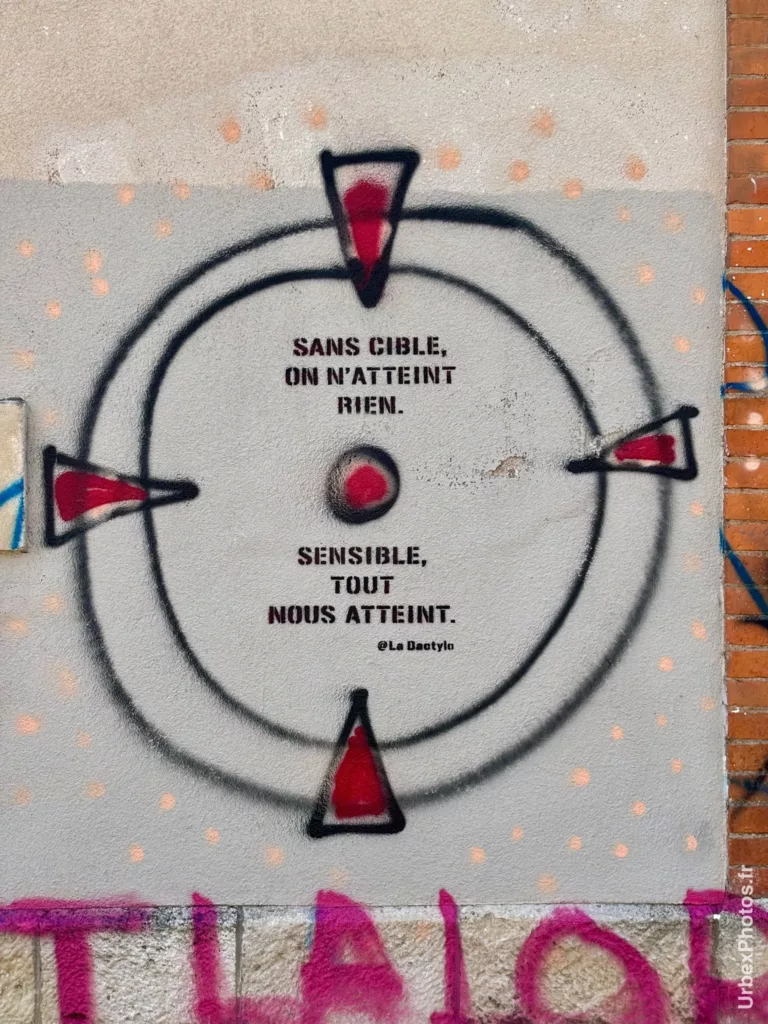 SANS CIBLE,
ON N'ATTEINT
RIEN.
SENSIBLE,
TOUT
NOUS ATTEINT.
@La Dactylo
UrbexPhotos.fr